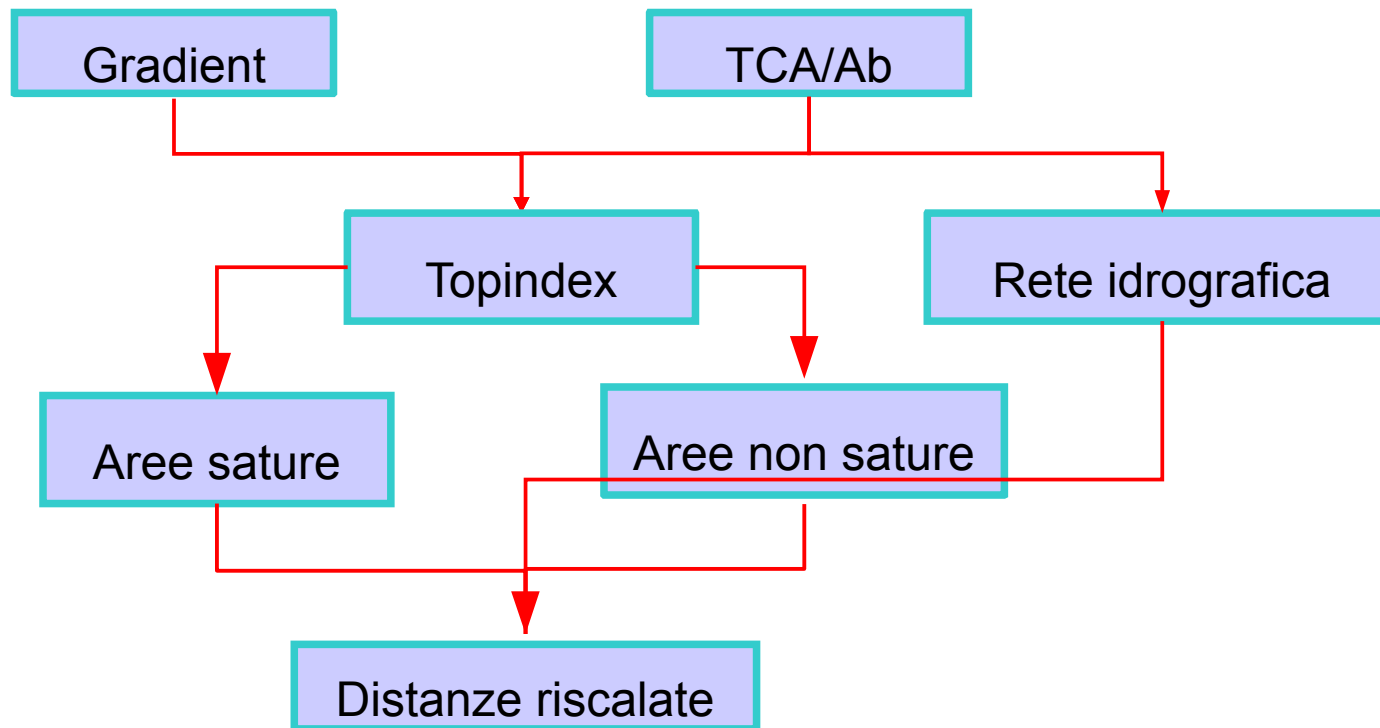 Gradient
TCA/Ab
Topindex
Rete idrografica
Aree sature
Aree non sature
Distanze riscalate